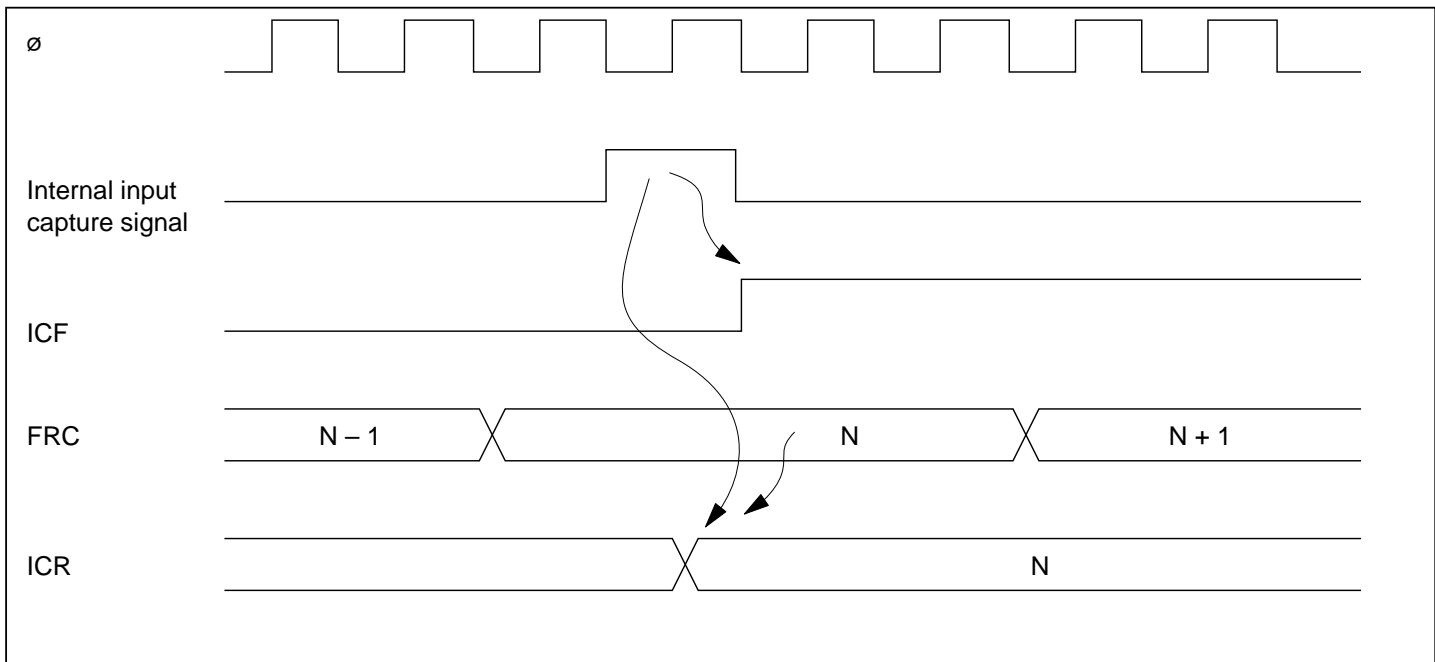 ø
Internal input
capture signal
ICF
FRC
N – 1
N
N + 1
ICR
N